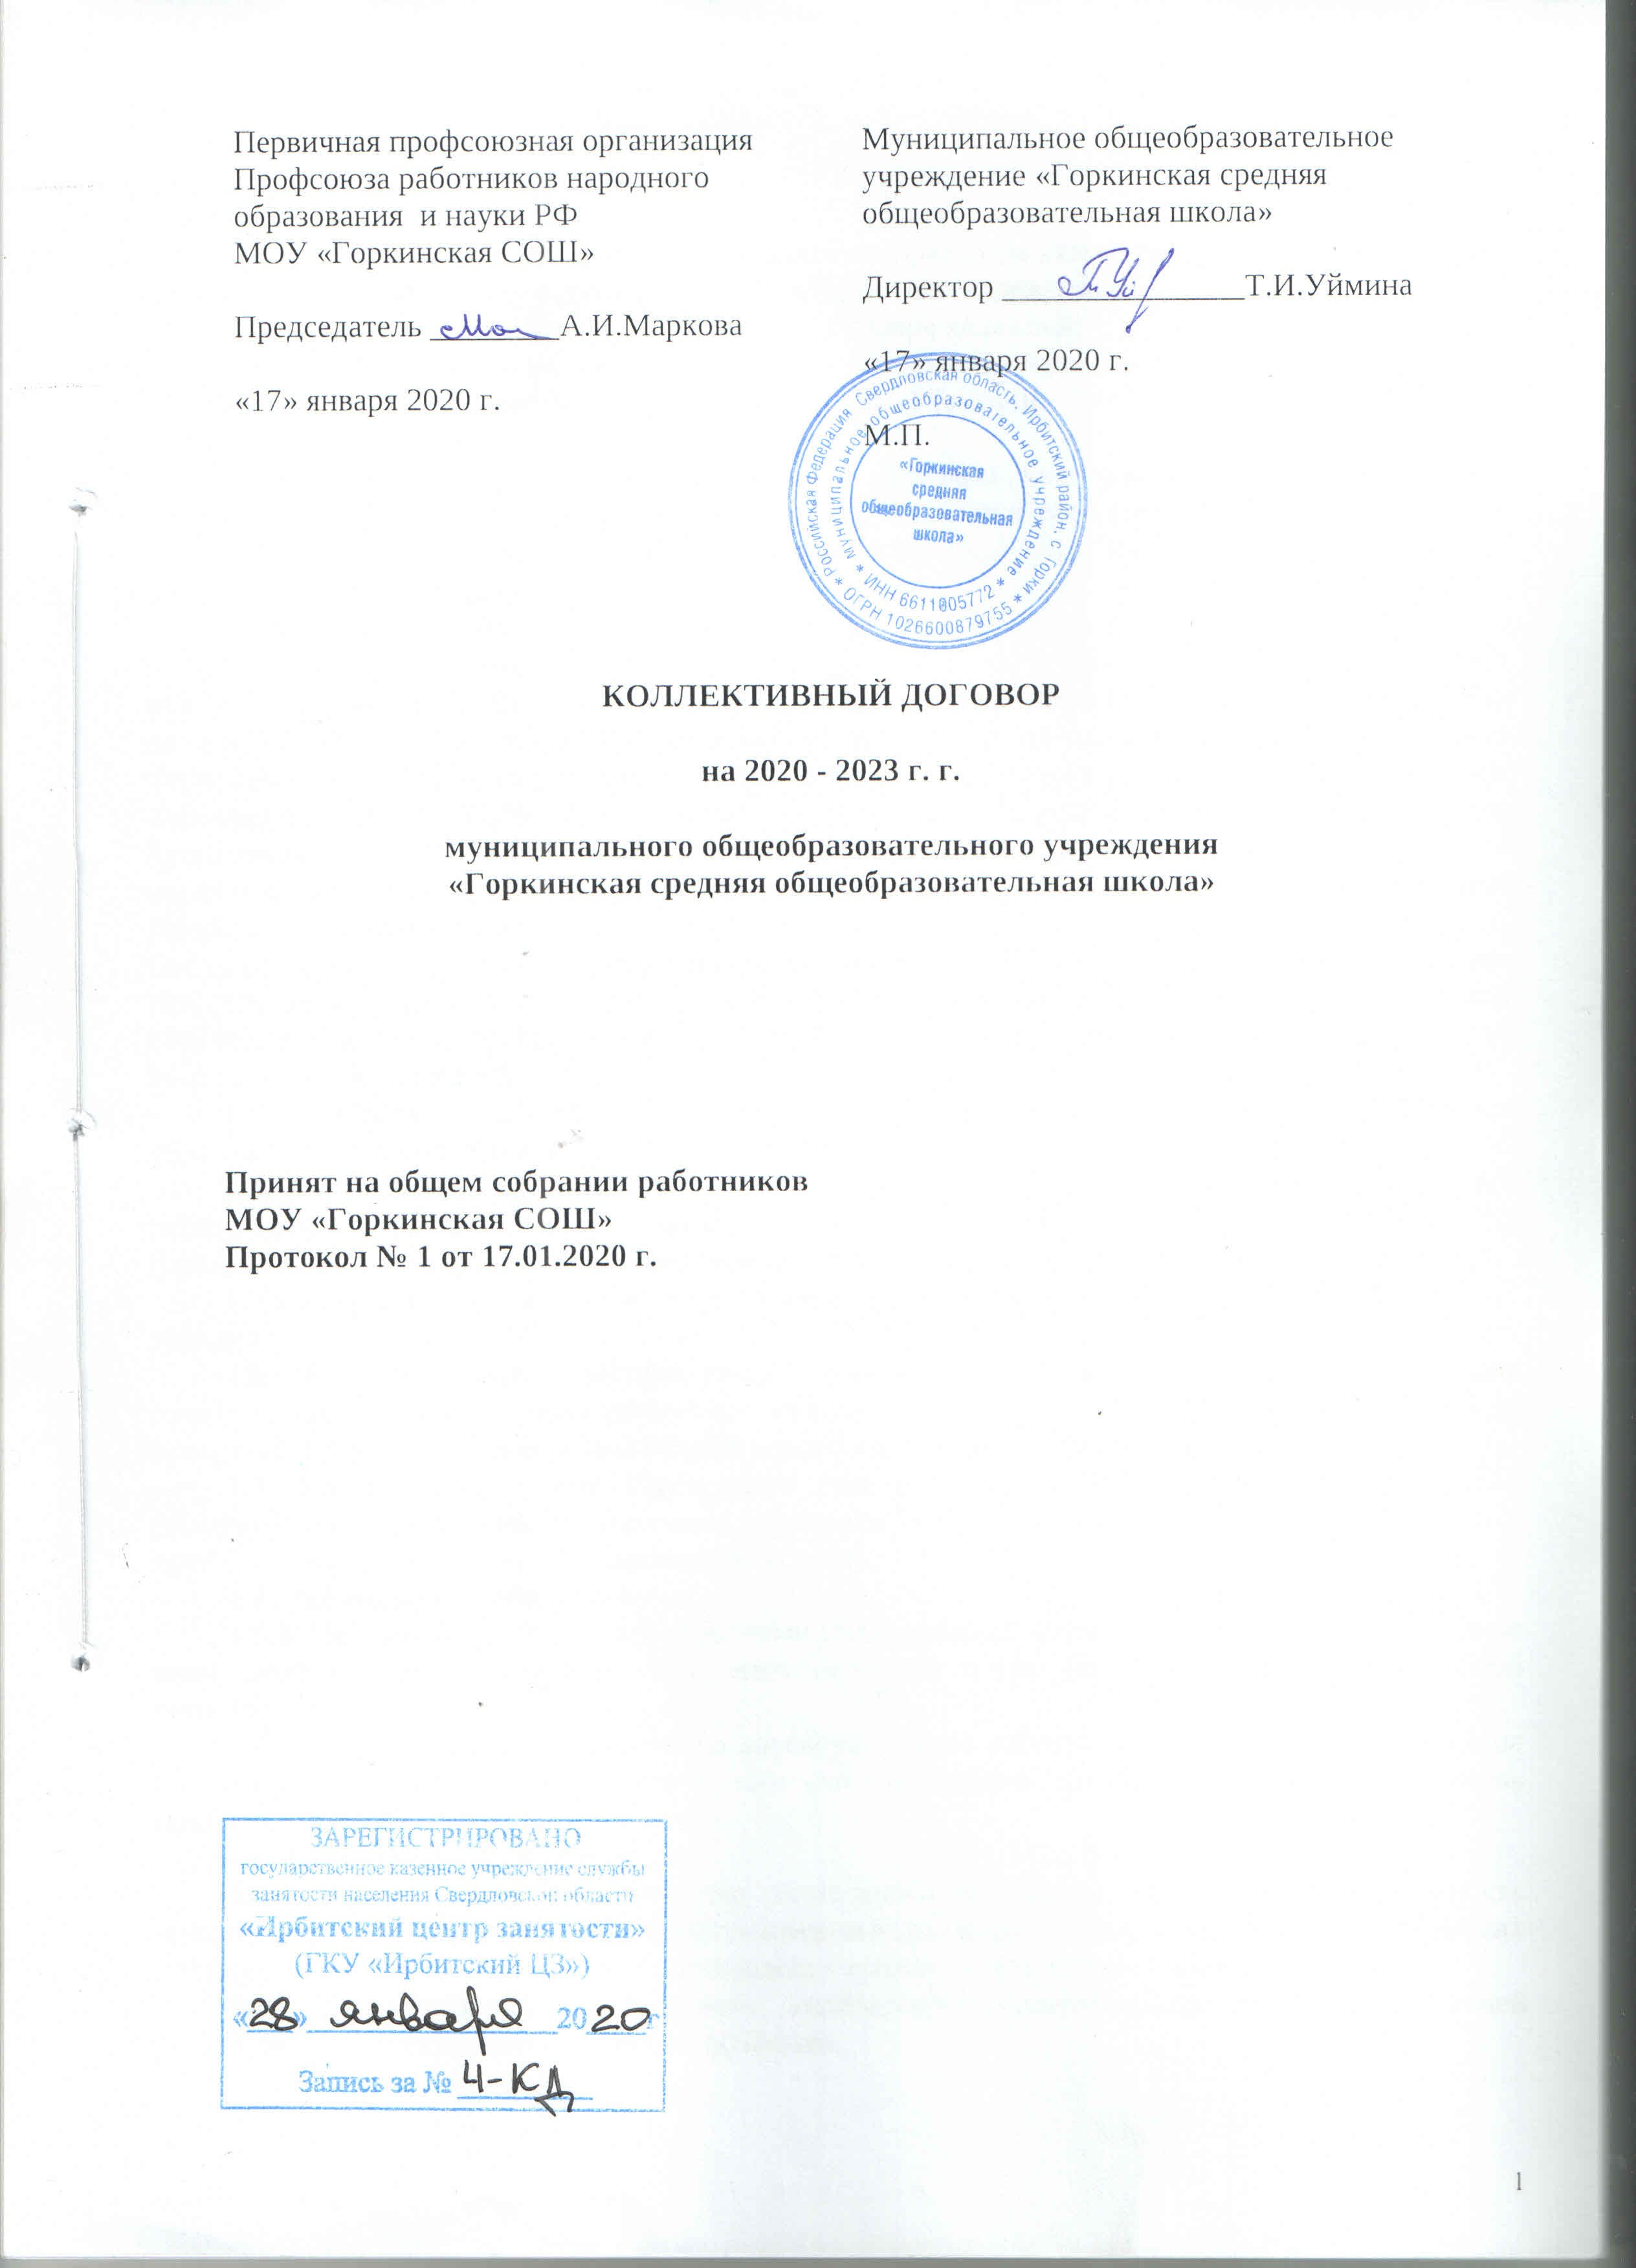 Первичная профсоюзная организация
Профсоюза работников народного
образования и науки РФ
МОУ «Горкинская СОШ»
Председатель ________ А.И.Маркова
«17» января 2020 г.
Муниципальное общеобразовательное
учреждение «Горкинская средняя
общеобразовательная школа»
Директор _______________Т.И.Уймина
«17» января 2020 г.
М.П.
* Российская Федерация Свердловская область. Ирбитский район. с Горки *
ОГРН 1026600879755
* муниципальное общеобразовательное учреждение *
ИНН 6611005772
«Горкинская
средняя
общеобразовательная
школа»
КОЛЛЕКТИВНЫЙ ДОГОВОР
на 2020 - 2023 г. г.
муниципального общеобразовательного учреждения
«Горкинская средняя общеобразовательная школа»
Принят на общем собрании работников
МОУ «Горкинская СОШ»
Протокол № 1 от 17.01.2020 г.
ЗАРЕГИСТРИРОВАНО
государственное казенное учреждение службы
занятости населения Свердловской области
«Ирбитский центр занятости»
(ГКУ «Ирбитский ЦЗ»)
«28» января 2020 г
Запись за № 4-КД
1